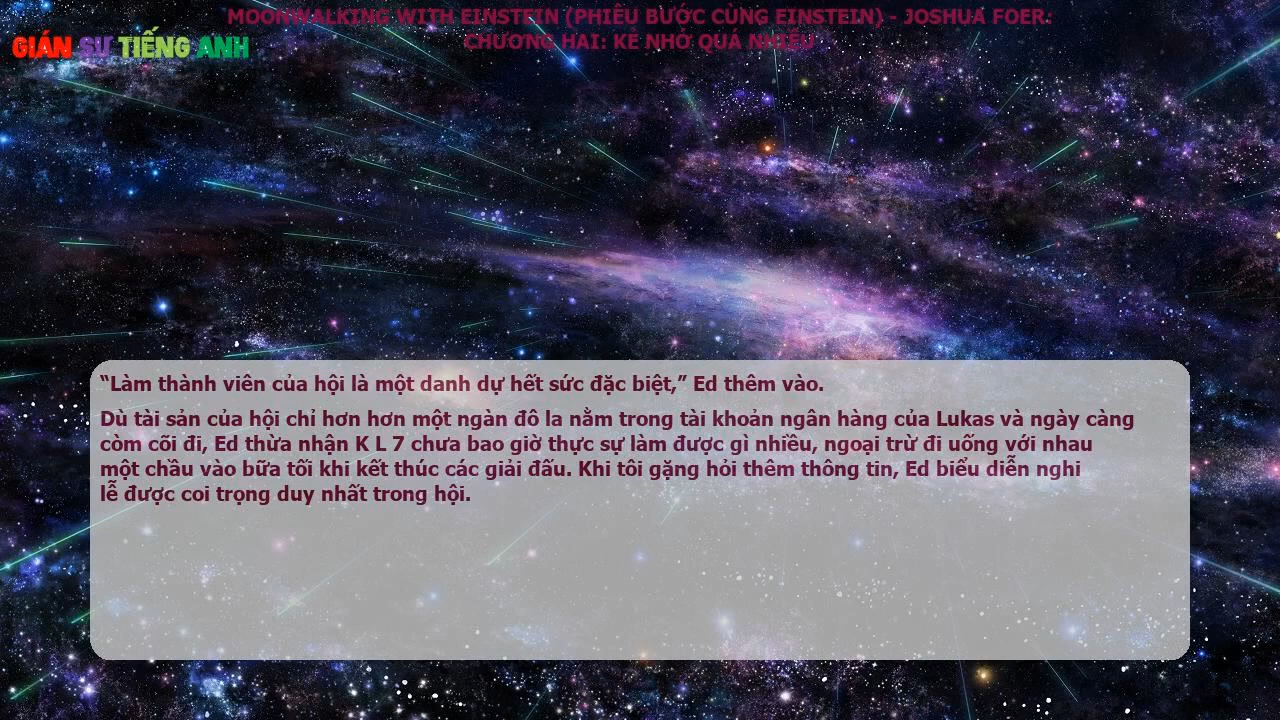 MOONWALKING WITH EINSTEIN (PHIÊU BƯỚC CÙNG EINSTEIN) - JOSHUA FOER:
CHƯƠNG HAI: KẺ NHỚ QUÁ NHIỀU
GIÁN SỨ TIẾNG ANH
“Làm thành viên của hội là một danh dự hết sức đặc biệt,” Ed thêm vào.
Dù tài sản của hội chỉ hơn hơn một ngàn đô la nằm trong tài khoản ngân hàng của Lukas và ngày càng
còm cõi đi, Ed thừa nhận K L 7 chưa bao giờ thực sự làm được gì nhiều, ngoại trừ đi uống với nhau
một chầu vào bữa tối khi kết thúc các giải đấu. Khi tôi gặng hỏi thêm thông tin, Ed biểu diễn nghi
lễ được coi trọng duy nhất trong hội.